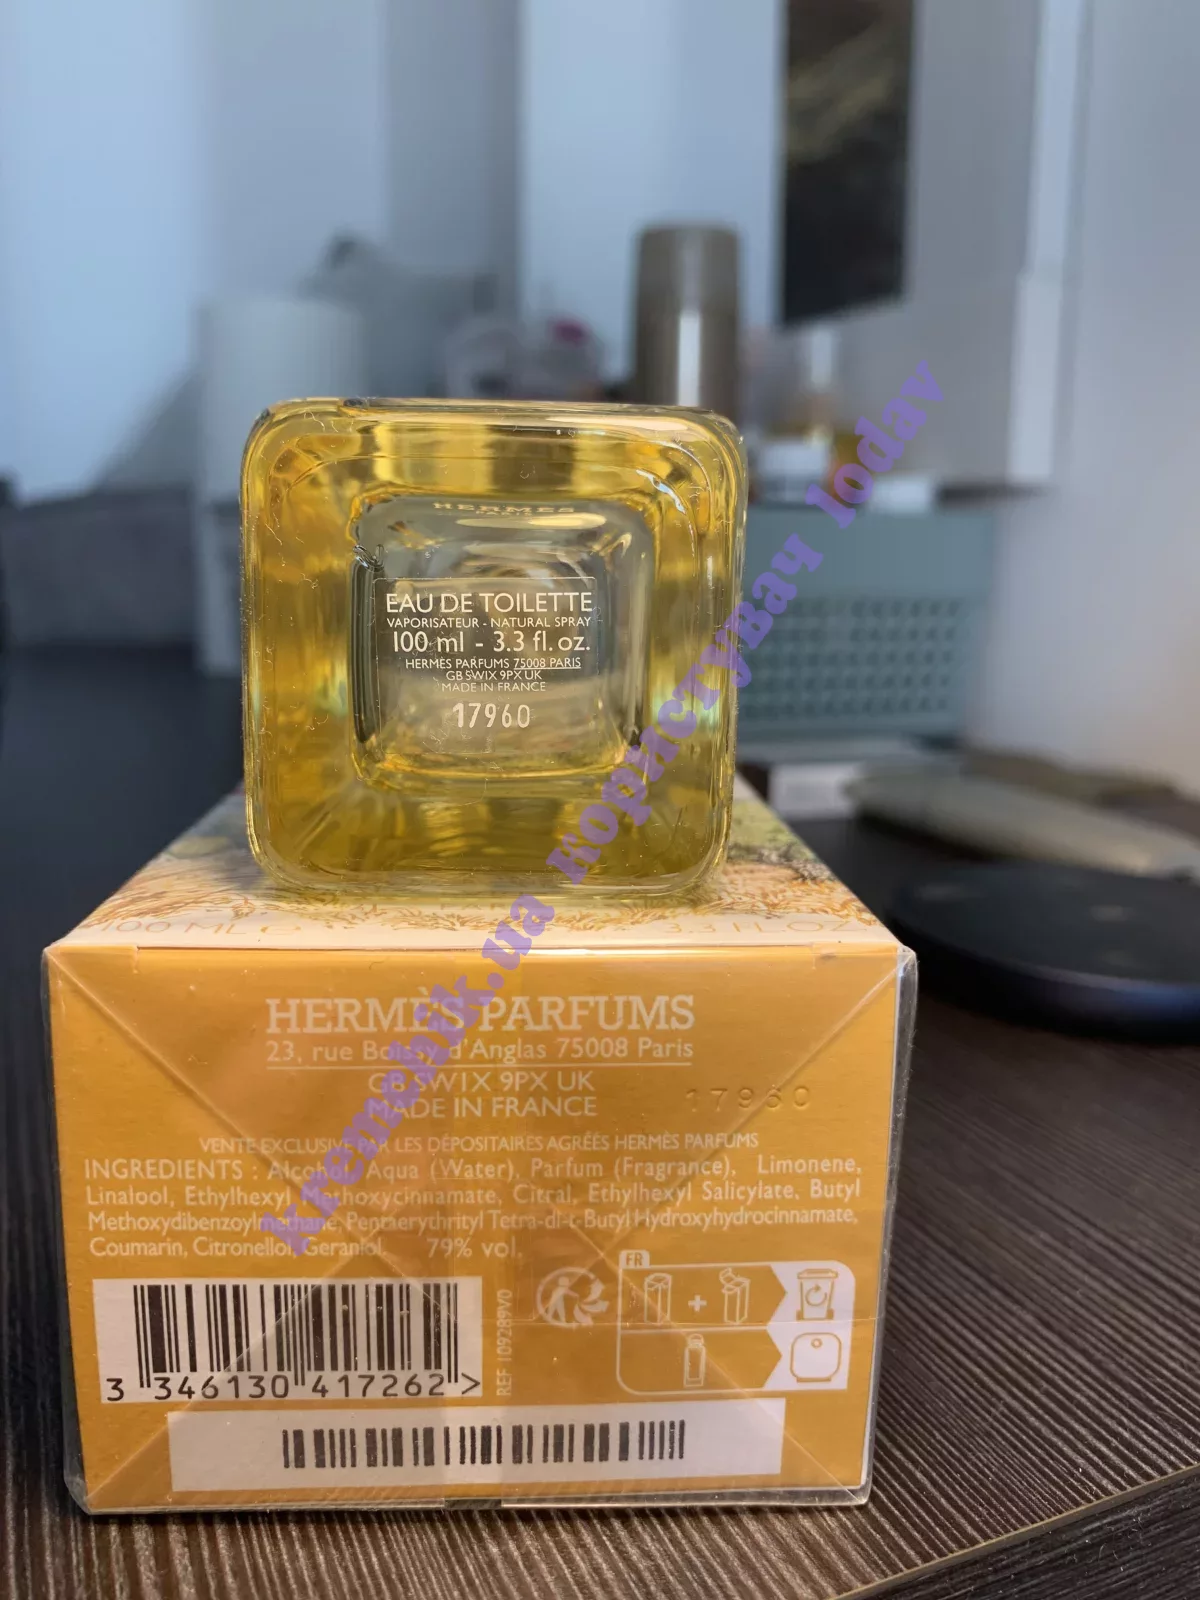 HERMÈS
PARIS
EAU DE TOILETTE
VAPORISATEUR - NATURAL SPRAY
100 ml - 3.3 fl. oz.
HERMÈS PARFUMS 75008 PARIS
GB SW1X 9PX UK
MADE IN FRANCE
17960
100 ML 3.3 FL.OZ
HERMÈS PARFUMS
23, rue Boissy d'Anglas 75008 Paris
GB SW1X 9PX UK
MADE IN FRANCE
17960
VENTE EXCLUSIVE PAR LES DÉPOSITAIRES AGRÉÉS HERMÈS PARFUMS
INGREDIENTS : Alcohol, Aqua (Water), Parfum (Fragrance), Limonene,
Linalool, Ethylhexyl Methoxycinnamate, Citral, Ethylhexyl Salicylate, Butyl
Methoxydibenzoylmethane, Pentherythrityl Tetra-di-t-Butyl Hydroxyhydrocinnamate,
Coumarin, Citronellol, Geraniol. 79% vol.
FR
REF 109289V0
3 346130 417262 >
kremenik.ua користувач lodav